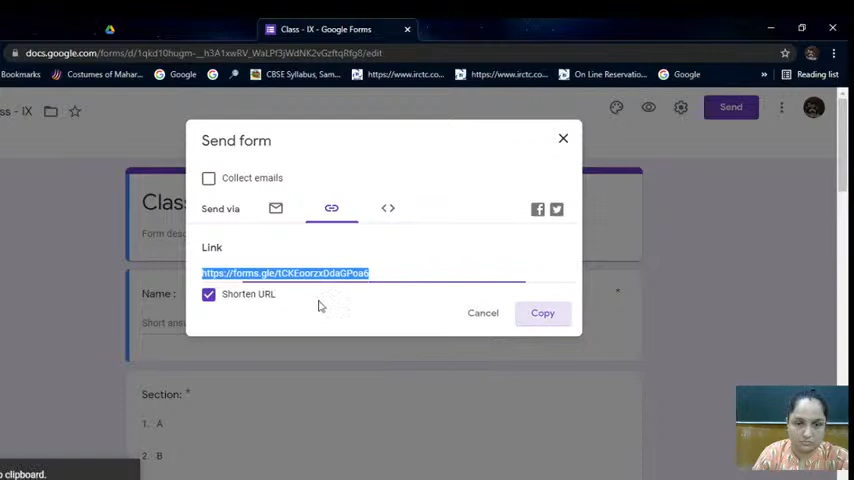 Class - IX - Google Forms
docs.google.com/forms/d/1qkd10hugm-_h3A1xwRV_WaLPf3jWdNK2vGzftqRfg8/edit
Bookmarks Costumes of Mahar... Google CBSE Syllabus, Sam... https://www.irctc.co... https://www.irctc.co... On Line Reservatio... Google » Reading list
ss - IX Send
Send form
Collect emails
Send via
Link
https://forms.gle/tCKEoorzxDdaGPoa6
Shorten URL
Cancel Copy
Class
Form desc
Name :
*
Short answ
Section: *
1. A
2. B
o clipboard.